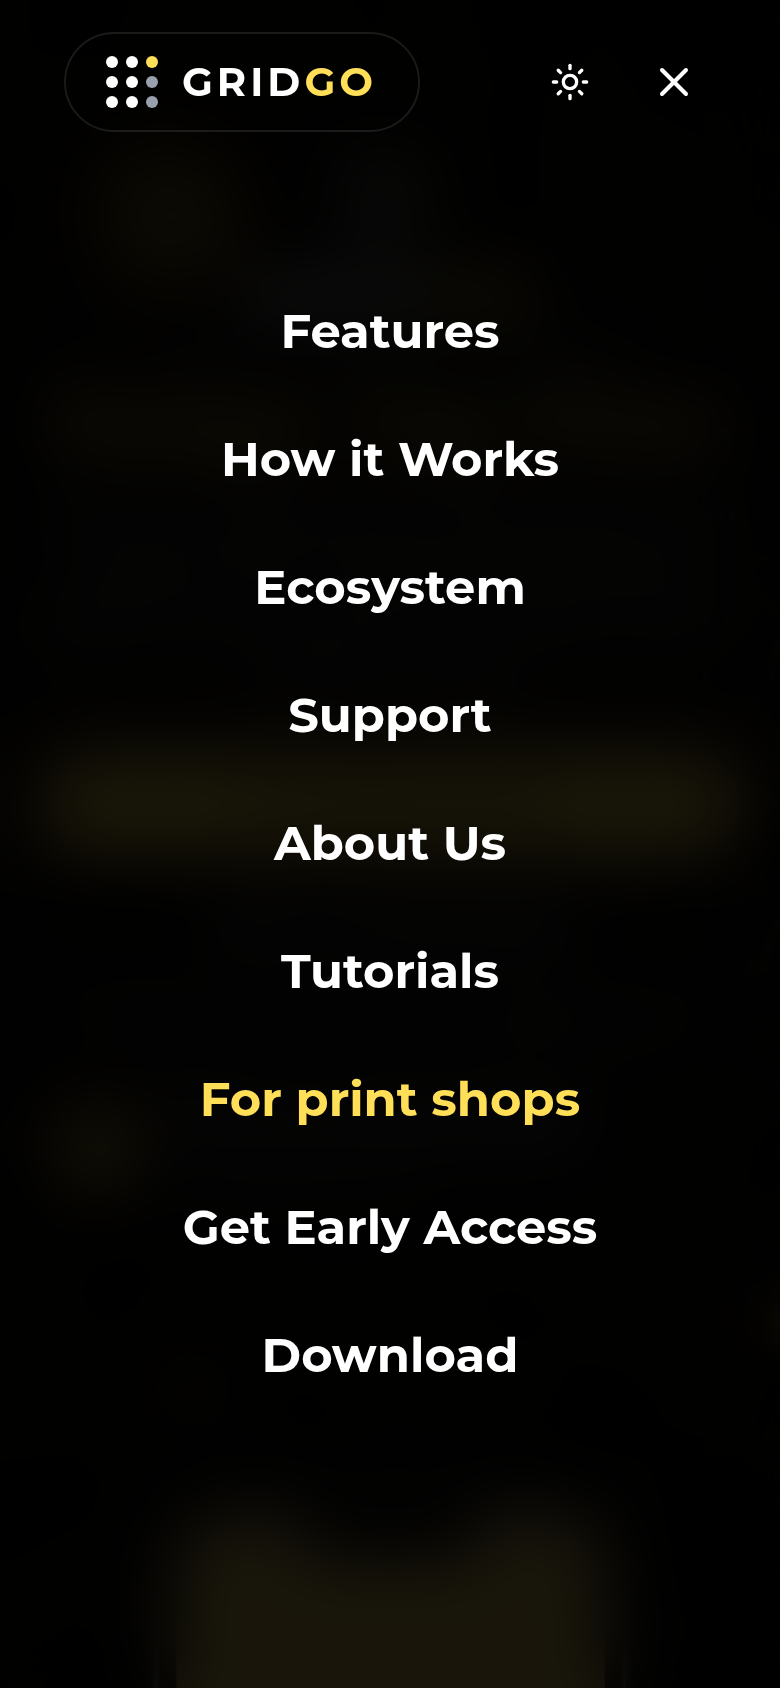 GRIDGO
Features
How it Works
Ecosystem
Support
About Us
Tutorials
For print shops
Get Early Access
Download